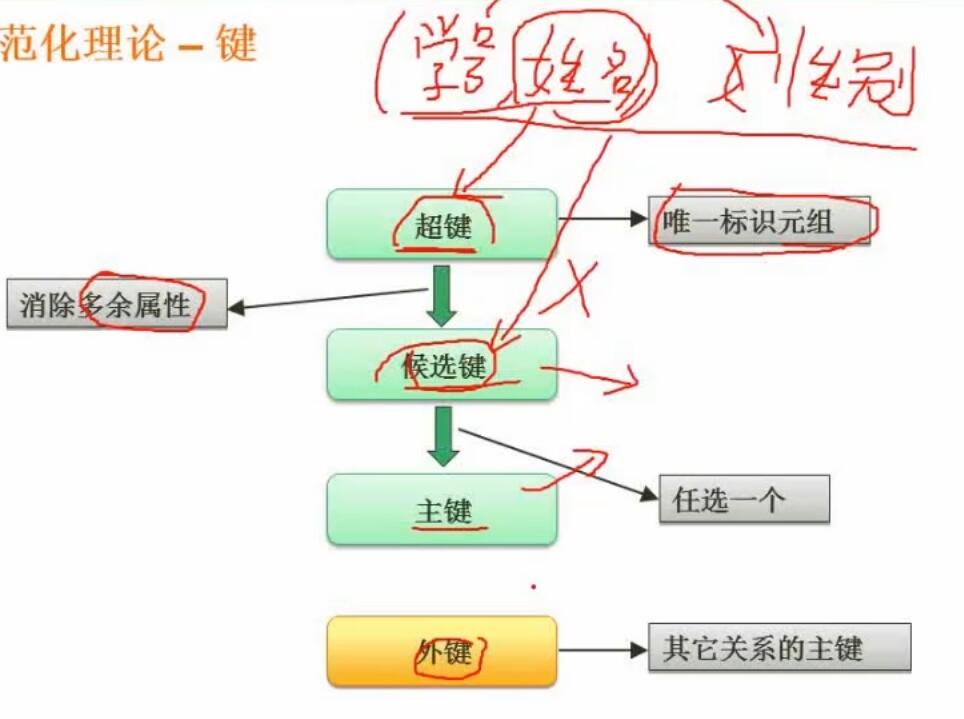 范化理论 – 键
(学号, 姓名) 性别
超键
唯一标识元组
消除多余属性
候选键
主键
任选一个
外键
其它关系的主键